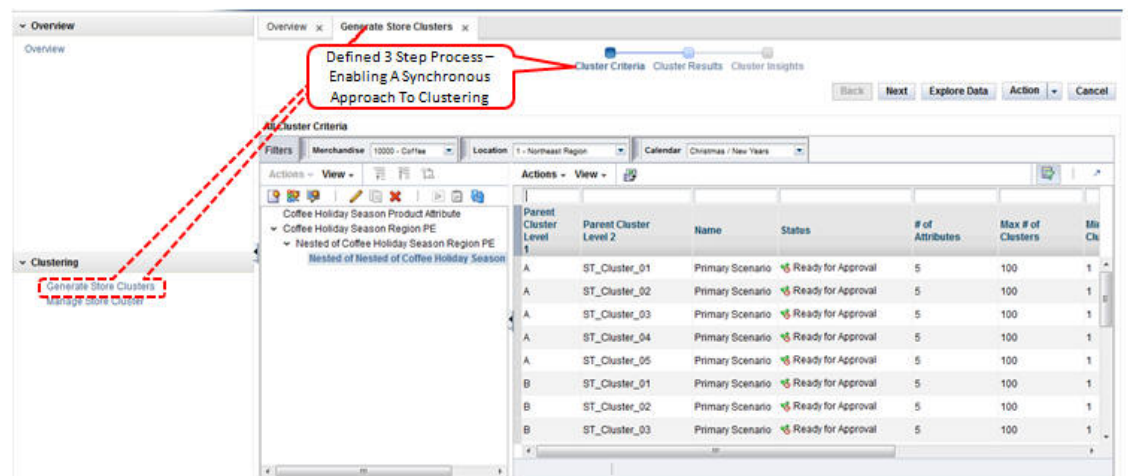 Overview
Overview
Clustering
Generate Store Clusters
Manage Store Cluster
Overview x Generate Store Clusters x
Defined 3 Step Process –
Enabling A Synchronous
Approach To Clustering
Cluster Criteria Cluster Results Cluster Insights
Back Next Explore Data Action Cancel
All Cluster Criteria
Filters Merchandise 10000 - Coffee Location 1 - Northeast Region Calendar Christmas / New Years
Actions View
Coffee Holiday Season Product Attribute
Coffee Holiday Season Region PE
Nested of Coffee Holiday Season Region PE
Nested of Nested of Coffee Holiday Season
Actions View
Parent Cluster Level 1 Parent Cluster Level 2 Name Status # of Attributes Max # of Clusters
A ST_Cluster_01 Primary Scenario Ready for Approval 5 100 1
A ST_Cluster_02 Primary Scenario Ready for Approval 5 100 1
A ST_Cluster_03 Primary Scenario Ready for Approval 5 100 1
A ST_Cluster_04 Primary Scenario Ready for Approval 5 100 1
A ST_Cluster_05 Primary Scenario Ready for Approval 5 100 1
B ST_Cluster_01 Primary Scenario Ready for Approval 5 100 1
B ST_Cluster_02 Primary Scenario Ready for Approval 5 100 1
B ST_Cluster_03 Primary Scenario Ready for Approval 5 100 1